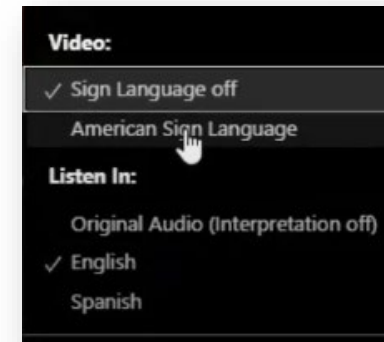 Video:
✓ Sign Language off
American Sign Language
Listen In:
Original Audio (Interpretation off)
✓ English
Spanish